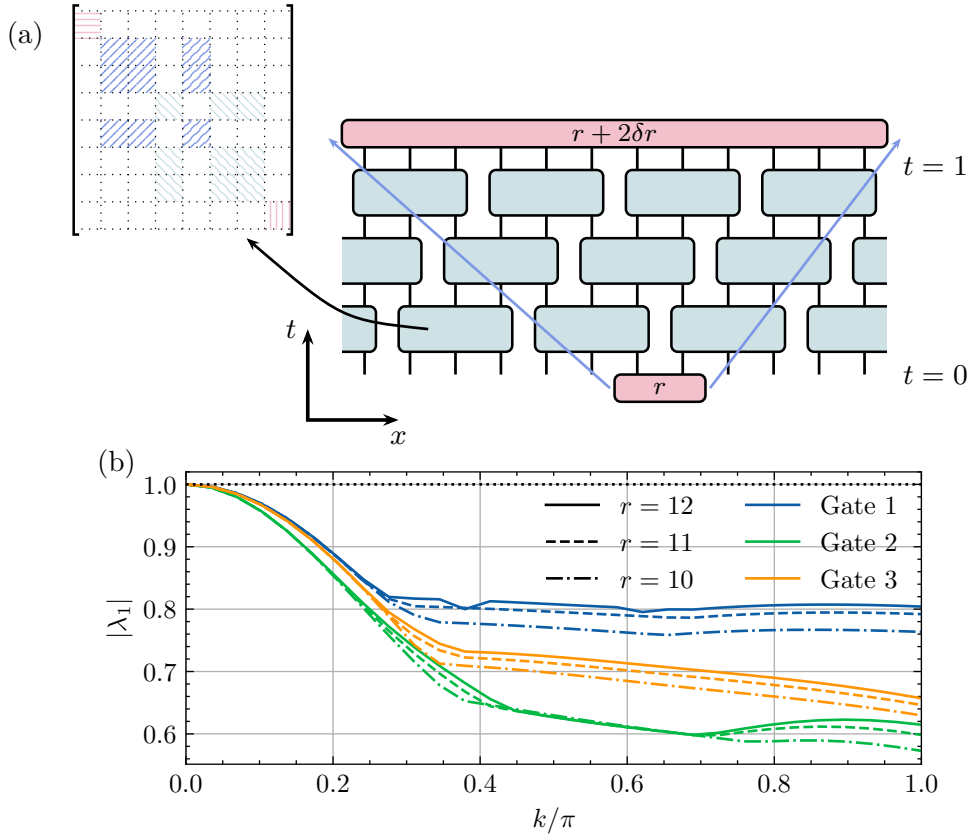 (a)
r + 2δr
t = 1
t
t = 0
r
x
(b)
1.0
0.9
0.8
0.7
0.6
|λ₁|
r = 12
r = 11
r = 10
Gate 1
Gate 2
Gate 3
0.0 0.2 0.4 0.6 0.8 1.0
k/π